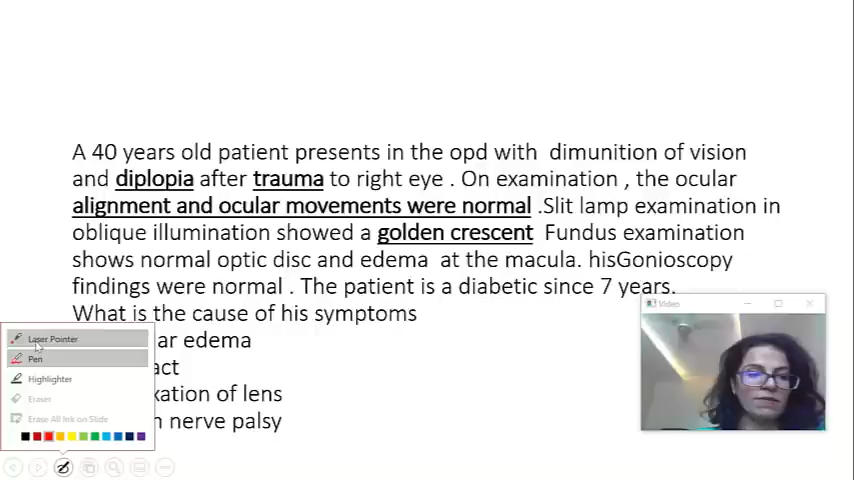 A 40 years old patient presents in the opd with dimunition of vision
and diplopia after trauma to right eye . On examination , the ocular
alignment and ocular movements were normal .Slit lamp examination in
oblique illumination showed a golden crescent Fundus examination
shows normal optic disc and edema at the macula. hisGonioscopy
findings were normal . The patient is a diabetic since 7 years.
What is the cause of his symptoms
ar edema
act
xation of lens
nerve palsy
Laser Pointer
Pen
Highlighter
Eraser
Erase All Ink on Slide
Video